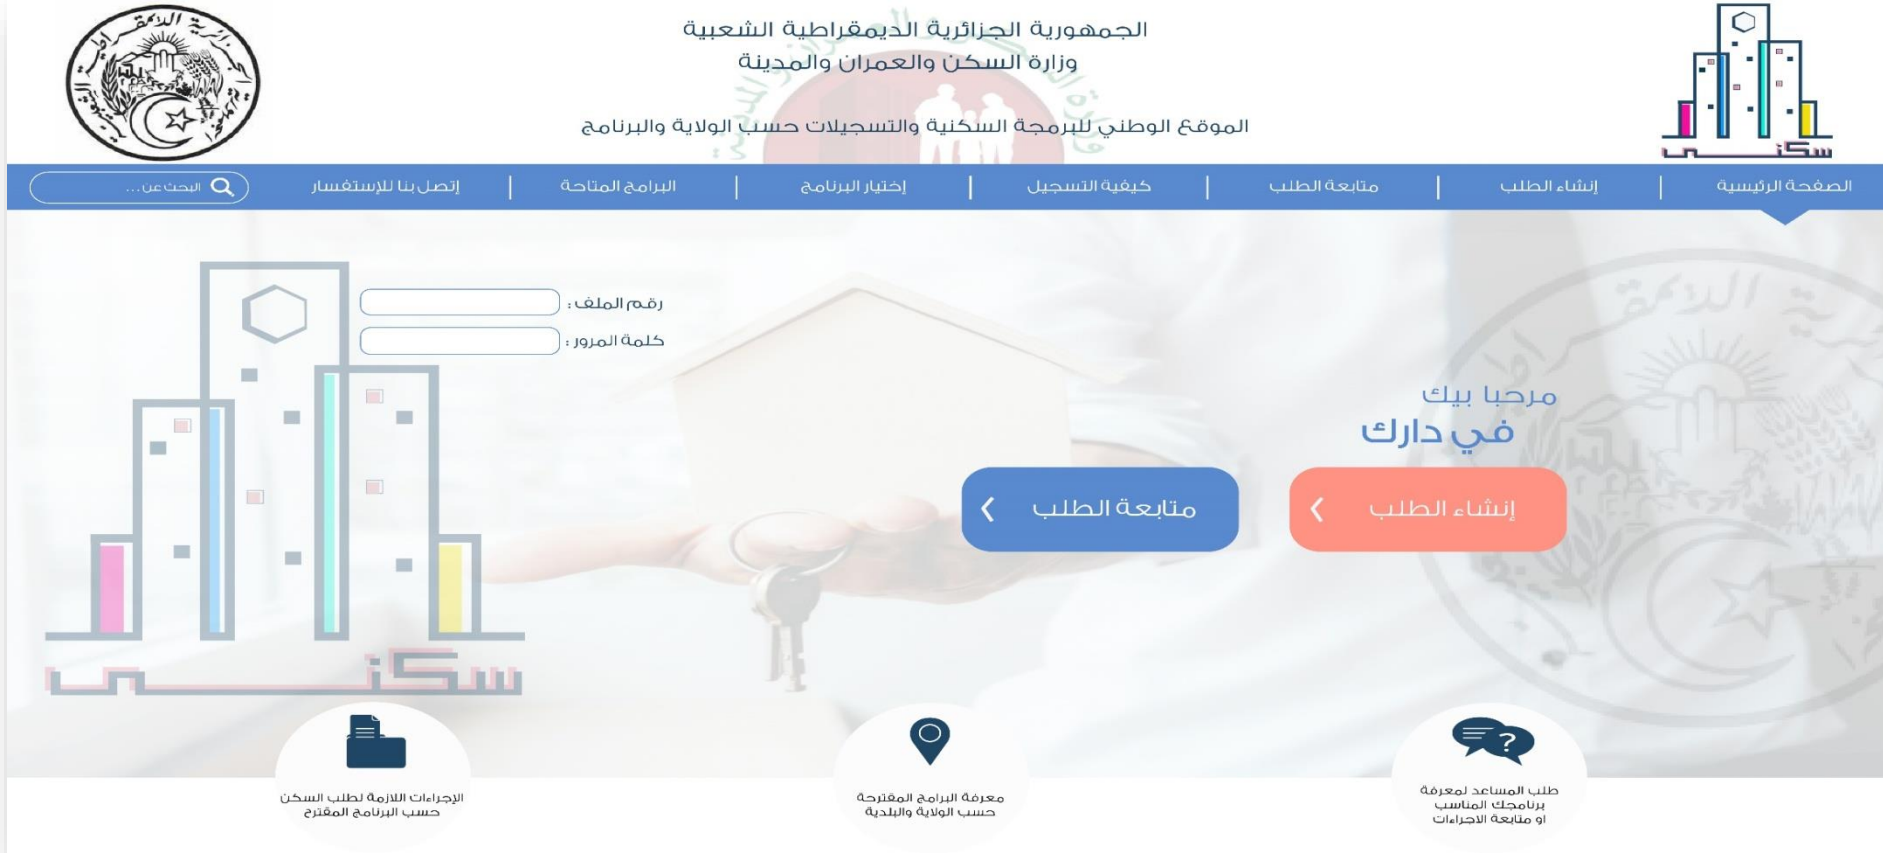 الجمهورية الجزائرية الديمقراطية الشعبية
وزارة السكن والعمران والمدينة
الموقع الوطني للبرمجة السكنية والتسجيلات حسب الولاية والبرنامج
سكني
الصفحة الرئيسية | إنشاء الطلب | متابعة الطلب | كيفية التسجيل | إختيار البرنامج | البرامج المتاحة | إتصل بنا للإستفسار
البحث عن ...
رقم الملف :
كلمة المرور :
مرحبا بيك
في دارك
إنشاء الطلب
متابعة الطلب
سكني
طلب المساعد لمعرفة
برنامجك المناسب
او متابعة الاجراءات
معرفة البرامج المقترحة
حسب الولاية والبلدية
الإجراءات اللازمة لطلب السكن
حسب البرنامج المقترح